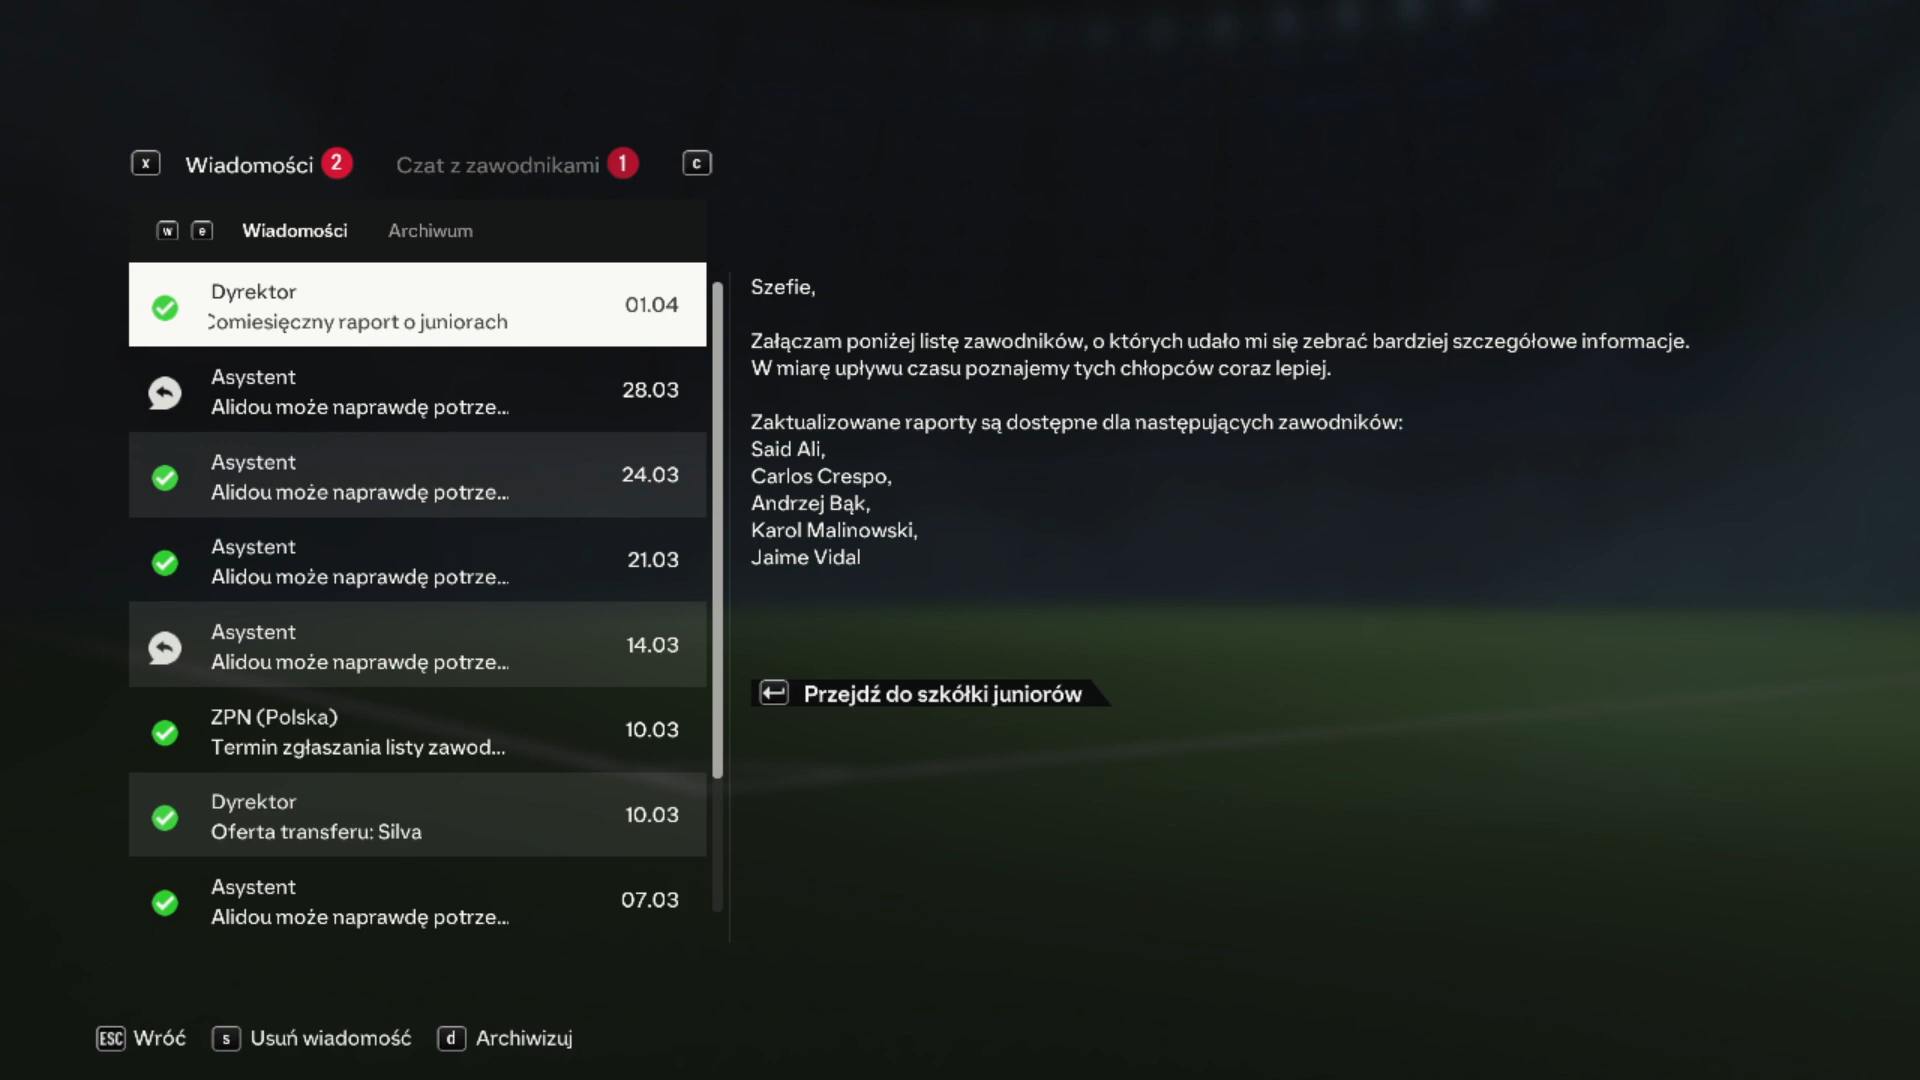 x Wiadomości 2 Czat z zawodnikami 1 c
w e Wiadomości Archiwum
Dyrektor
Comiesięczny raport o juniorach
01.04
Asystent
Alidou może naprawdę potrze...
28.03
Asystent
Alidou może naprawdę potrze...
24.03
Asystent
Alidou może naprawdę potrze...
21.03
Asystent
Alidou może naprawdę potrze...
14.03
ZPN (Polska)
Termin zgłaszania listy zawod...
10.03
Dyrektor
Oferta transferu: Silva
10.03
Asystent
Alidou może naprawdę potrze...
07.03
Szefie,
Załączam poniżej listę zawodników, o których udało mi się zebrać bardziej szczegółowe informacje.
W miarę upływu czasu poznajemy tych chłopców coraz lepiej.
Zaktualizowane raporty są dostępne dla następujących zawodników:
Said Ali,
Carlos Crespo,
Andrzej Bąk,
Karol Malinowski,
Jaime Vidal
Przejdź do szkółki juniorów
ESC Wróć s Usuń wiadomość d Archiwizuj